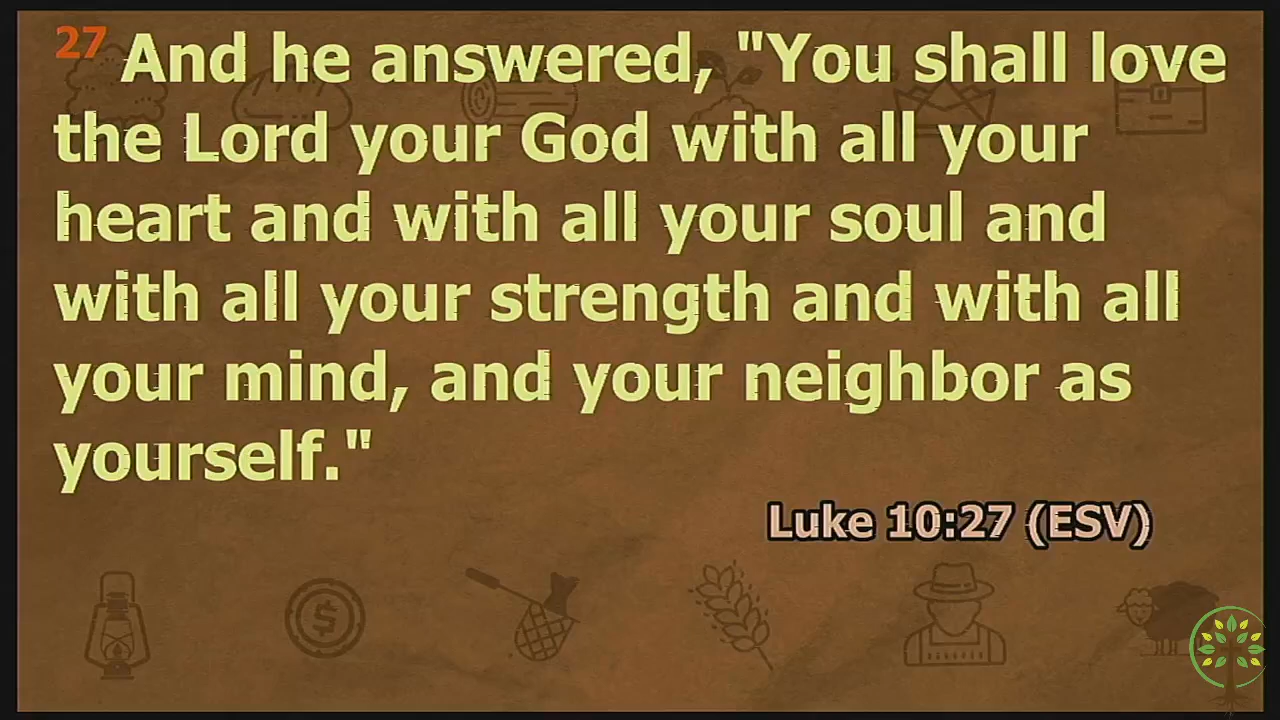 27 And he answered, "You shall love
the Lord your God with all your
heart and with all your soul and
with all your strength and with all
your mind, and your neighbor as
yourself."
Luke 10:27 (ESV)